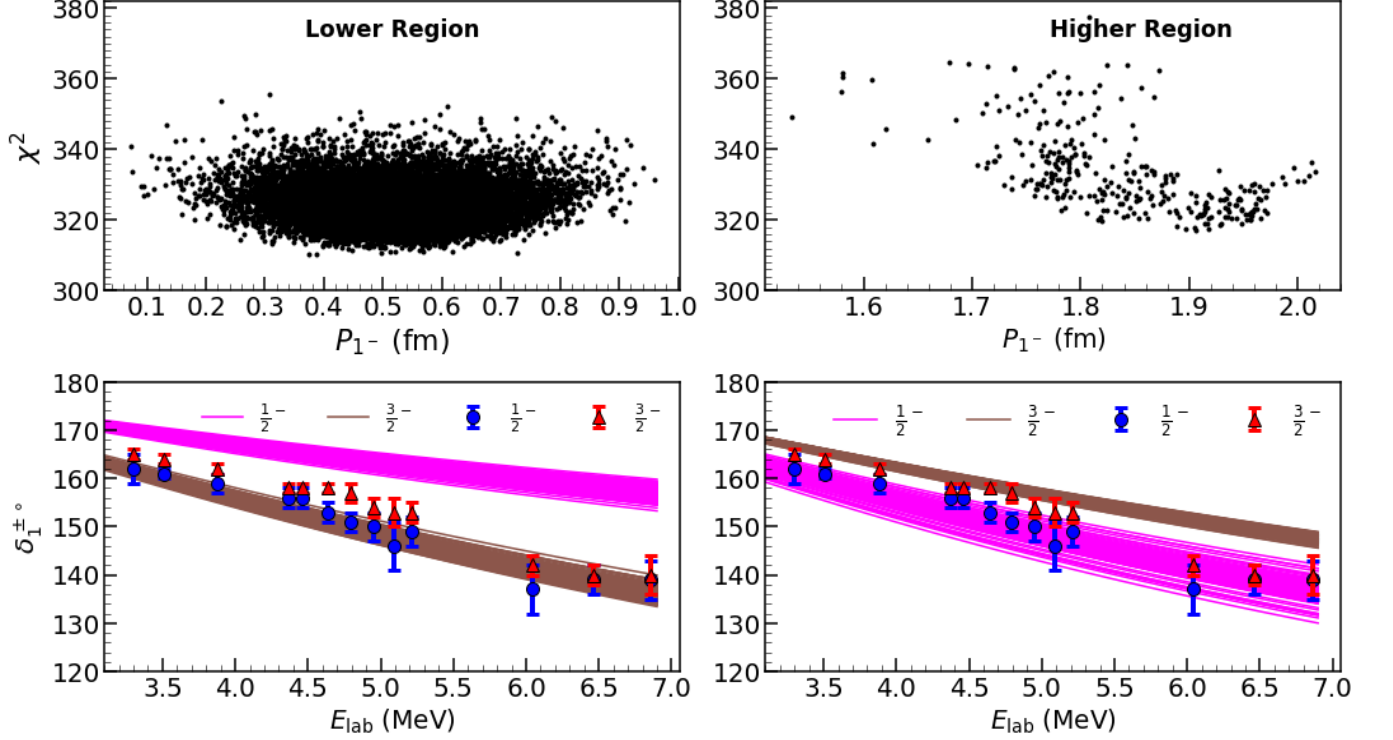 Lower Region
χ²
380
360
340
320
300
0.1 0.2 0.3 0.4 0.5 0.6 0.7 0.8 0.9 1.0
P₁⁻ (fm)
Higher Region
380
360
340
320
300
1.6 1.7 1.8 1.9 2.0
P₁⁻ (fm)
δ₁^± °
180
170
160
150
140
130
120
1/2⁻ 3/2⁻ 1/2⁻ 3/2⁻
3.5 4.0 4.5 5.0 5.5 6.0 6.5 7.0
E_lab (MeV)
180
170
160
150
140
130
120
1/2⁻ 3/2⁻ 1/2⁻ 3/2⁻
3.5 4.0 4.5 5.0 5.5 6.0 6.5 7.0
E_lab (MeV)